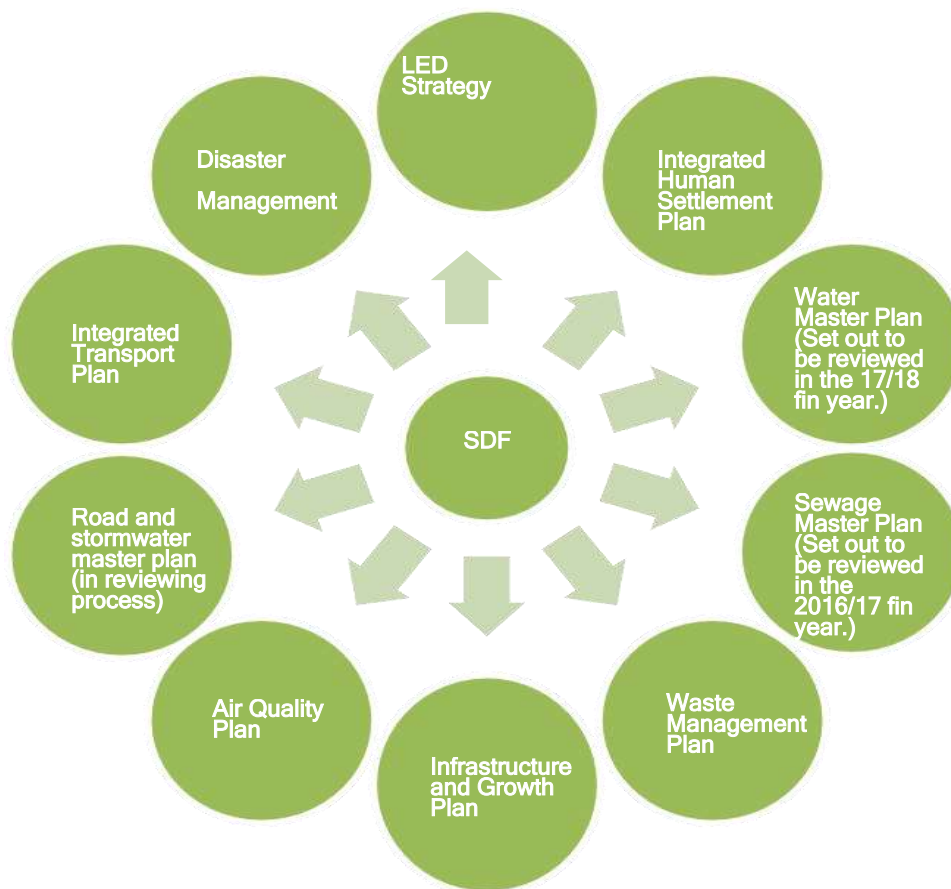 LED
Strategy
Integrated
Human
Settlement
Plan
Water
Master Plan
(Set out to
be reviewed
in the 17/18
fin year.)
Sewage
Master Plan
(Set out to
be reviewed
in the
2016/17 fin
year.)
Waste
Management
Plan
Infrastructure
and Growth
Plan
Air Quality
Plan
Road and
stormwater
master plan
(in reviewing
process)
Integrated
Transport
Plan
Disaster
Management
SDF